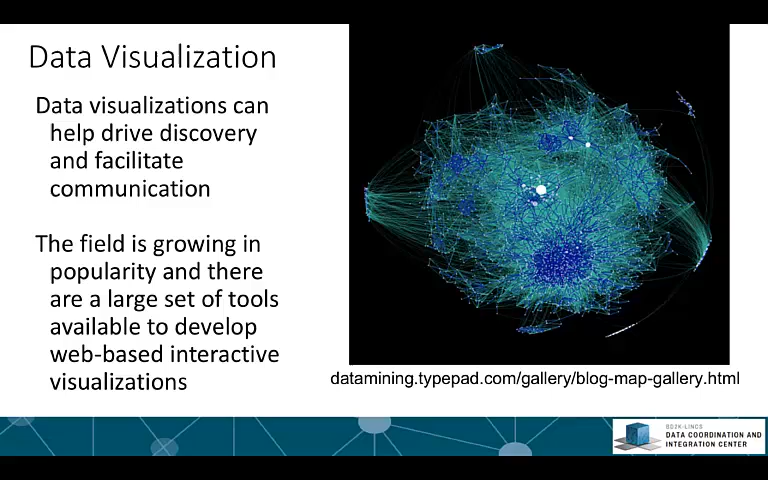 Data Visualization
Data visualizations can
help drive discovery
and facilitate
communication
The field is growing in
popularity and there
are a large set of tools
available to develop
web-based interactive
visualizations
datamining.typepad.com/gallery/blog-map-gallery.html
BD2K-LINCS
DATA COORDINATION AND
INTEGRATION CENTER